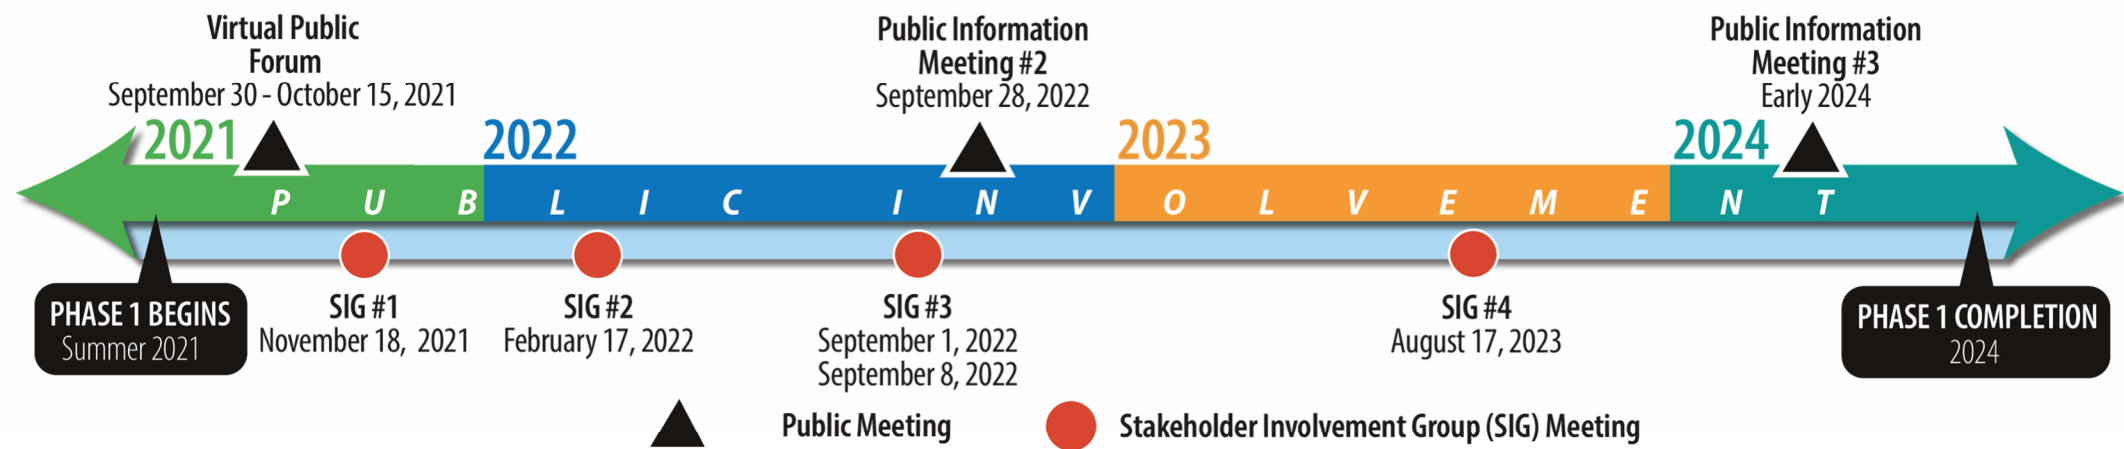 Virtual Public
Forum
September 30 - October 15, 2021
Public Information
Meeting #2
September 28, 2022
Public Information
Meeting #3
Early 2024
2021
2022
2023
2024
PUBLIC INVOLVEMENT
PHASE 1 BEGINS
Summer 2021
SIG #1
November 18, 2021
SIG #2
February 17, 2022
SIG #3
September 1, 2022
September 8, 2022
SIG #4
August 17, 2023
PHASE 1 COMPLETION
2024
Public Meeting
Stakeholder Involvement Group (SIG) Meeting